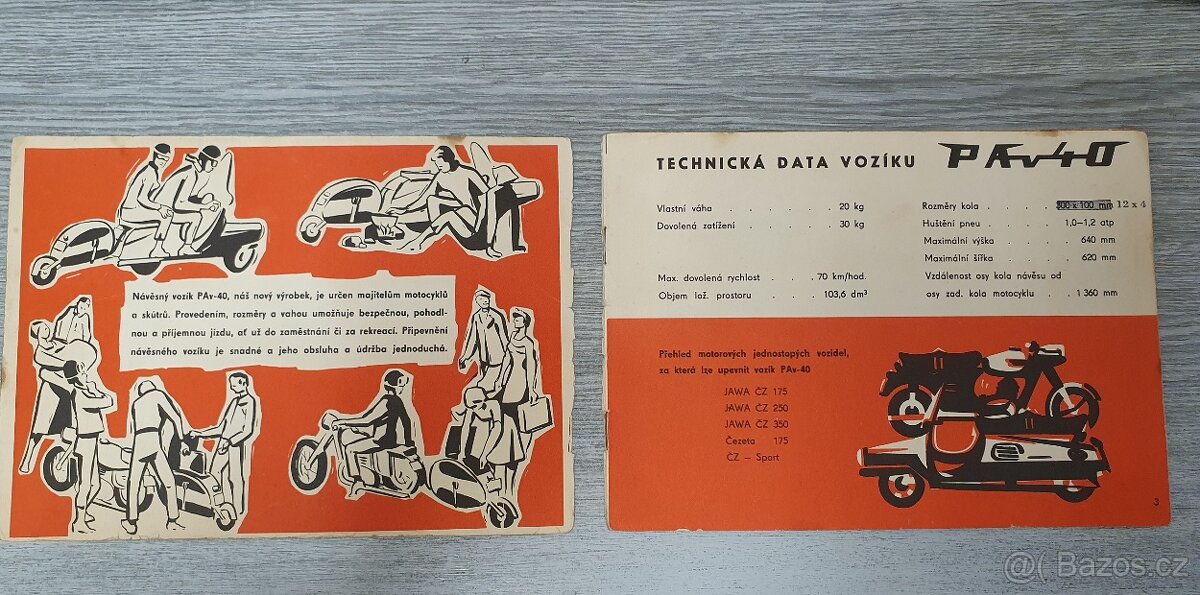 Návěsný vozík PAv-40, náš nový výrobek, je určen majitelům motocyklů
a skútrů. Provedením, rozměry a vahou umožňuje bezpečnou, pohodl-
nou a příjemnou jízdu, ať už do zaměstnání či za rekreací. Připevnění
návěsného vozíku je snadné a jeho obsluha a údržba jednoduchá.
TECHNICKÁ DATA VOZÍKU PAv40
Vlastní váha . . . . . 20 kg
Dovolená zatížení . . . . 30 kg
Max. dovolená rychlost . . . 70 km/hod.
Objem lož. prostoru . . . 103,6 dm³
Rozměry kola . . . . 300 x 100 mm 12 x 4
Huštění pneu . . . . 1,0–1,2 atp
Maximální výška . . . . 640 mm
Maximální šířka . . . . 620 mm
Vzdálenost osy kola návěsu od
osy zad. kola motocyklu . . 1 360 mm
Přehled motorových jednostopých vozidel,
za která lze upevnit vozík PAv-40
JAWA ČZ 175
JAWA ČZ 250
JAWA ČZ 350
Čezeta 175
ČZ – Sport
3
@( Bazos.cz